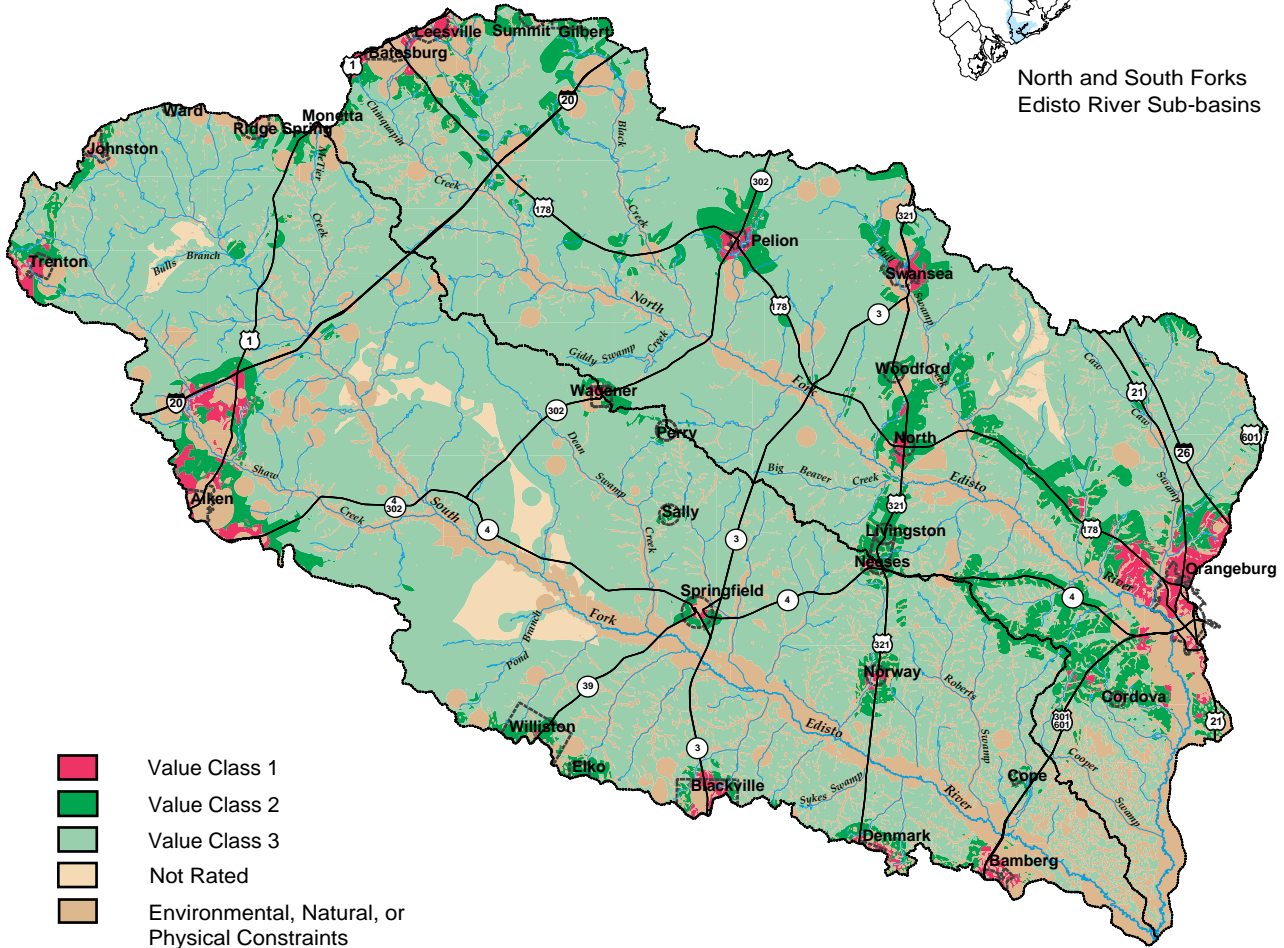 North and South Forks
Edisto River Sub-basins
Leesville
Summit
Gilbert
Batesburg
1
20
Ward
Monetta
Ridge Spring
Johnston
Chinquapin
Creek
Black
Creek
McTier
Creek
302
178
321
Pelion
Trenton
Bulls Branch
Bull
Swamp
Creek
Swansea
North
Fork
178
3
1
Giddy Swamp
Creek
Woodford
Caw
Caw
Swamp
21
20
Wagener
302
Perry
North
601
26
Dean
Swamp
Creek
Big Beaver
Creek
Edisto
River
Shaw
Creek
Aiken
4
302
South
Sally
321
4
3
Livingston
178
Neeses
Orangeburg
Springfield
4
4
Fork
Pond Branch
321
39
Norway
Roberts
Swamp
Cordova
301
601
21
Williston
Edisto
3
Elko
Cooper
Swamp
Cope
Blackville
Sykes Swamp
River
Denmark
Bamberg
Value Class 1
Value Class 2
Value Class 3
Not Rated
Environmental, Natural, or
Physical Constraints